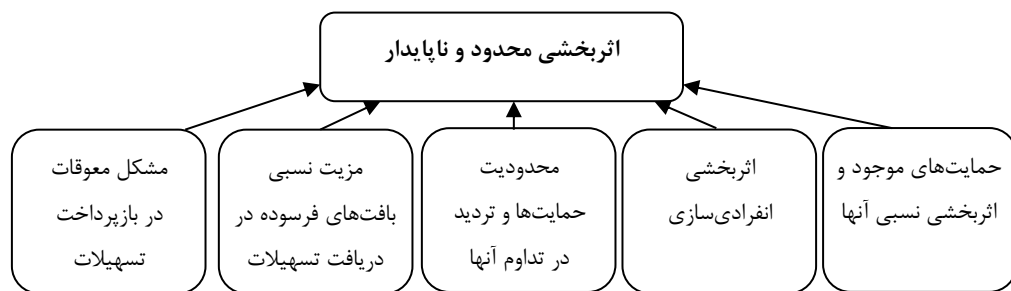 اثربخشی محدود و ناپایدار
حمایت‌های موجود و
اثربخشی نسبی آنها
اثربخشی
انفرادی‌سازی
محدودیت
حمایت‌ها و تردید
در تداوم آنها
مزیت نسبی
بافت‌های فرسوده در
دریافت تسهیلات
مشکل معوقات
در بازپرداخت
تسهیلات